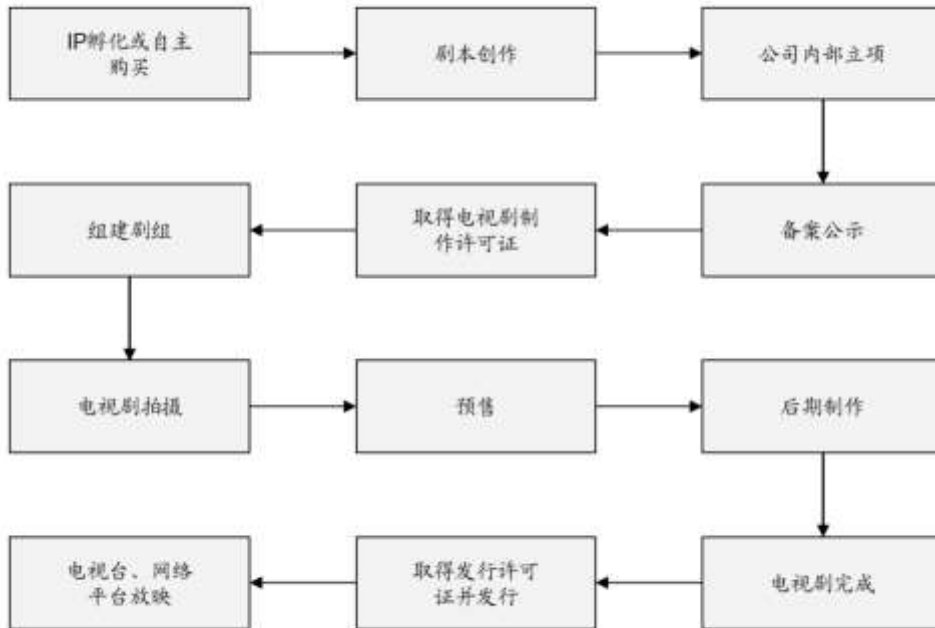 IP孵化或自主
购买
剧本创作
公司内部立项
组建剧组
取得电视剧制
作许可证
备案公示
电视剧拍摄
预售
后期制作
电视台、网络
平台放映
取得发行许可
证并发行
电视剧完成